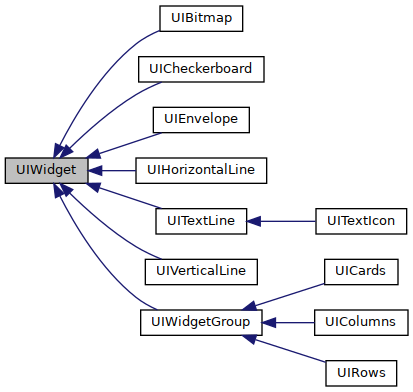 UIBitmap
UICheckerboard
UIEnvelope
UIWidget
UIHorizontalLine
UITextLine
UITextIcon
UIVerticalLine
UICards
UIWidgetGroup
UIColumns
UIRows